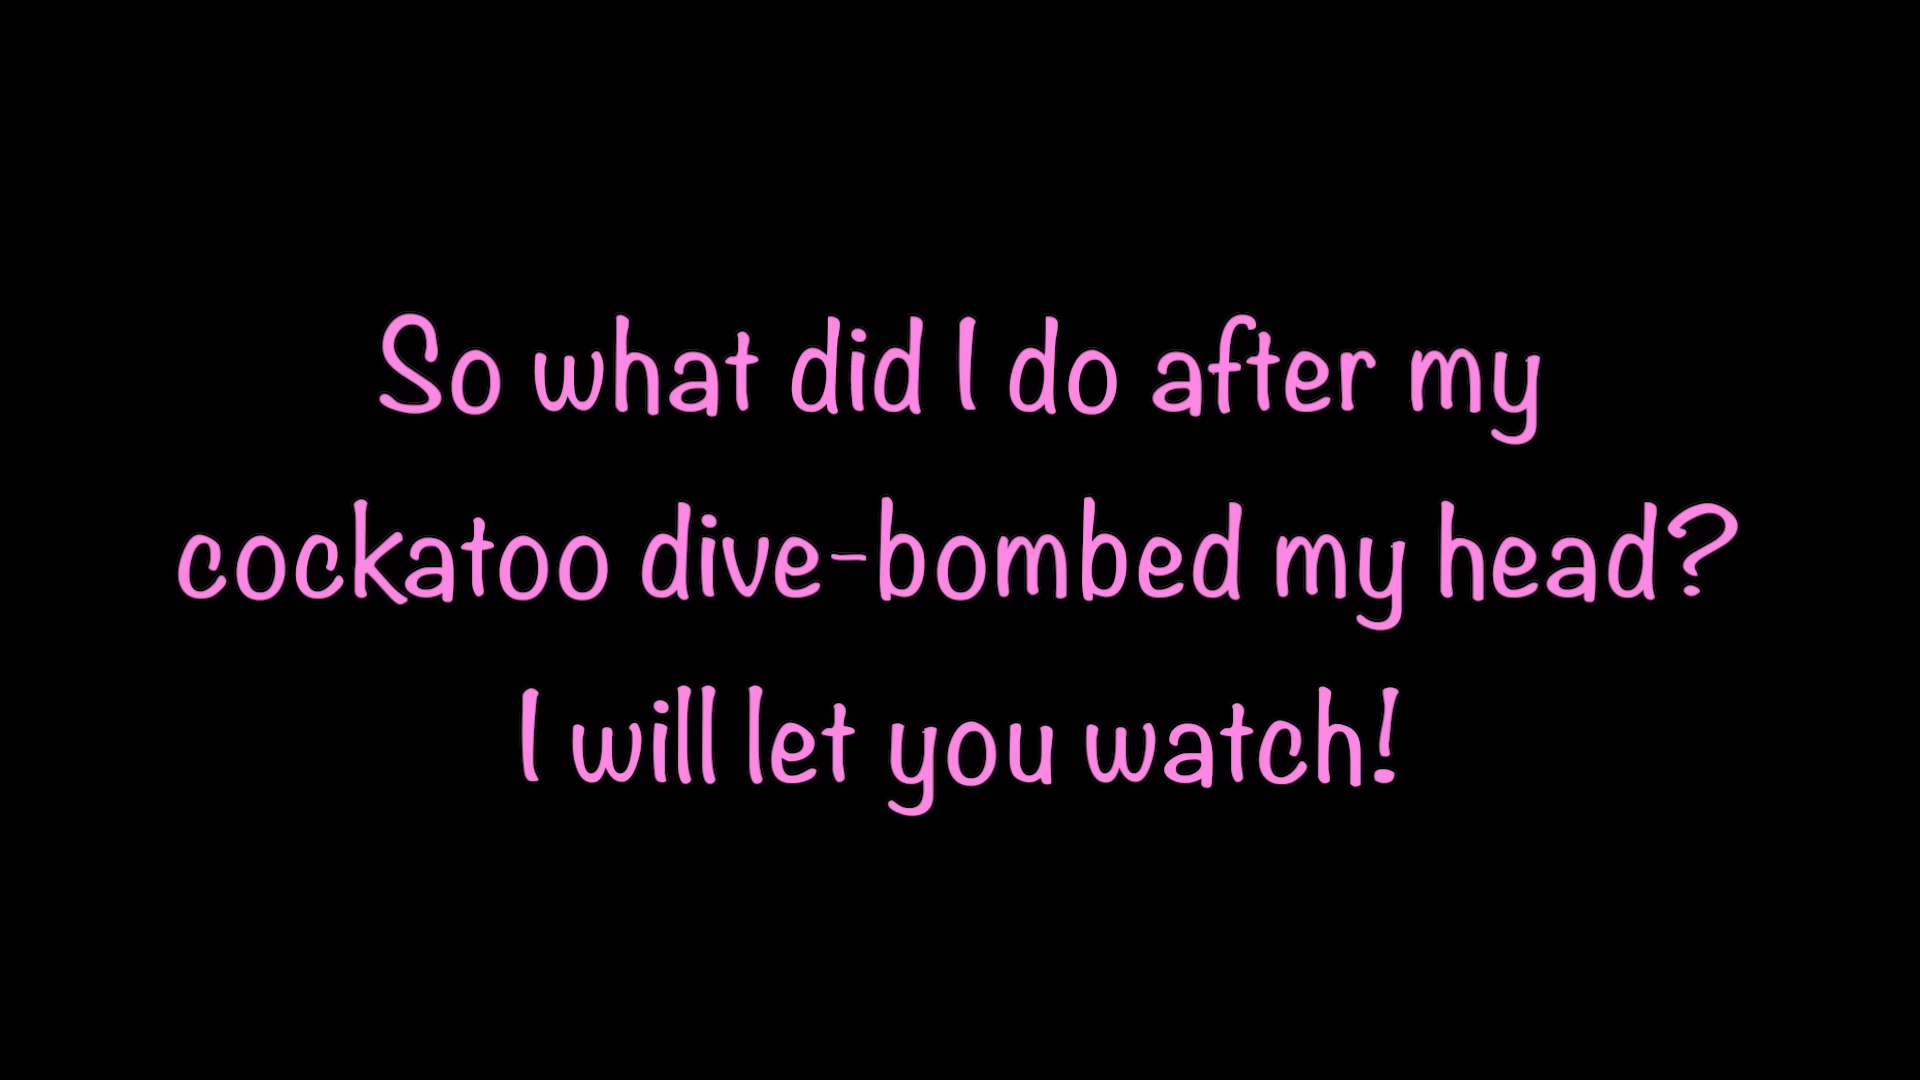 So what did I do after my
cockatoo dive-bombed my head?
I will let you watch!